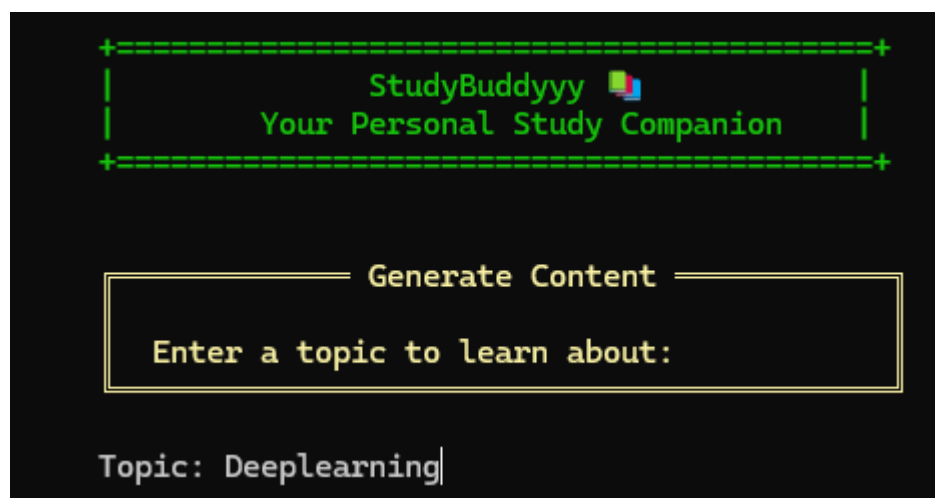 StudyBuddyyy 📚
Your Personal Study Companion
Generate Content
Enter a topic to learn about:
Topic: Deeplearning